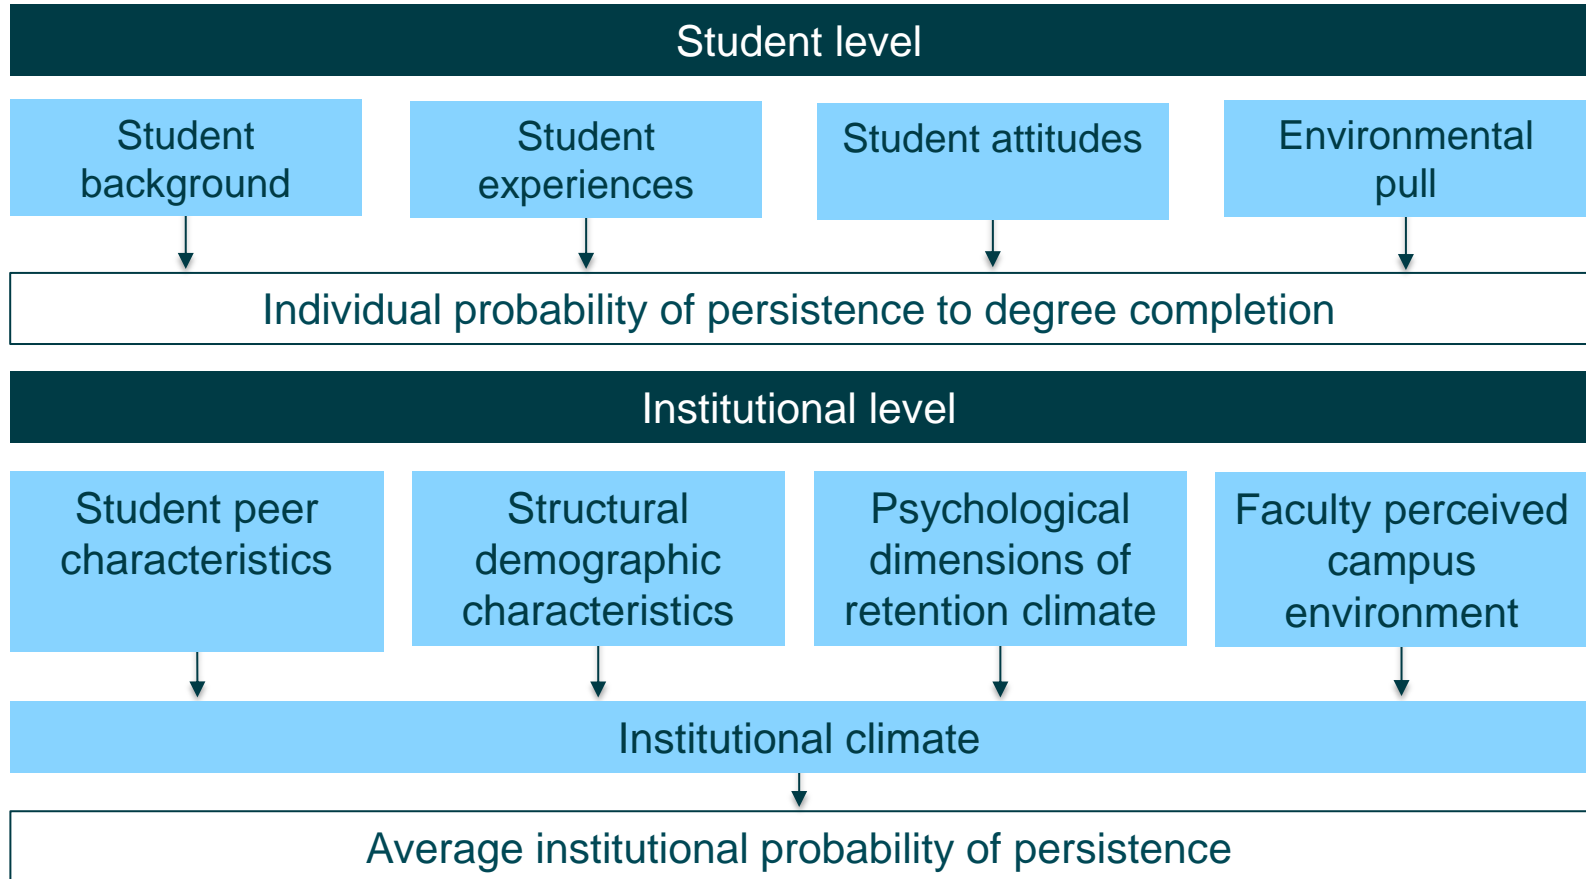 Student level
Student
background
Student
experiences
Student attitudes
Environmental
pull
Individual probability of persistence to degree completion
Institutional level
Student peer
characteristics
Structural
demographic
characteristics
Psychological
dimensions of
retention climate
Faculty perceived
campus
environment
Institutional climate
Average institutional probability of persistence